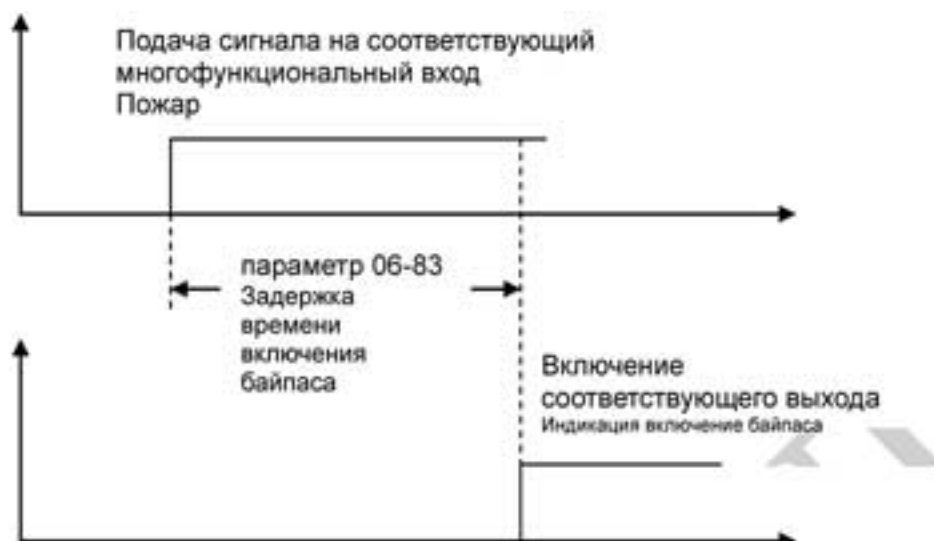 Подача сигнала на соответствующий
многофункциональный вход
Пожар
параметр 06-83
Задержка
времени
включения
байпаса
Включение
соответствующего выхода
Индикация включение байпаса